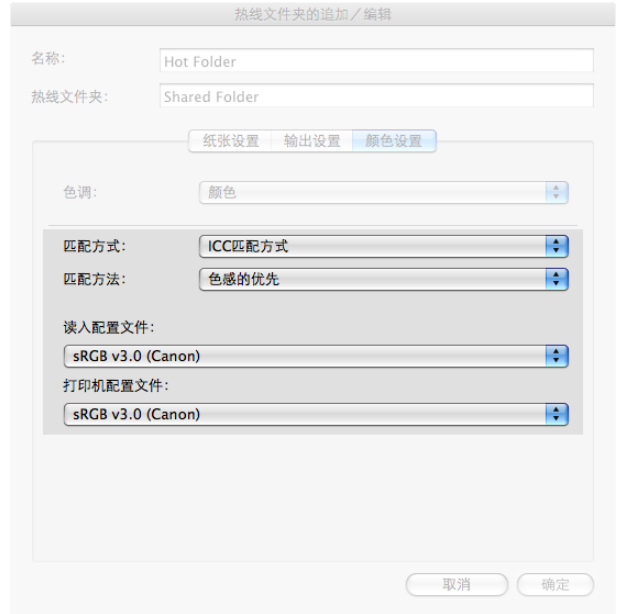 热线文件夹的追加／编辑
名称：
Hot Folder
热线文件夹：
Shared Folder
纸张设置 输出设置 颜色设置
色调： 颜色
匹配方式： ICC匹配方式
匹配方法： 色感的优先
读入配置文件：
sRGB v3.0 (Canon)
打印机配置文件：
sRGB v3.0 (Canon)
取消 确定